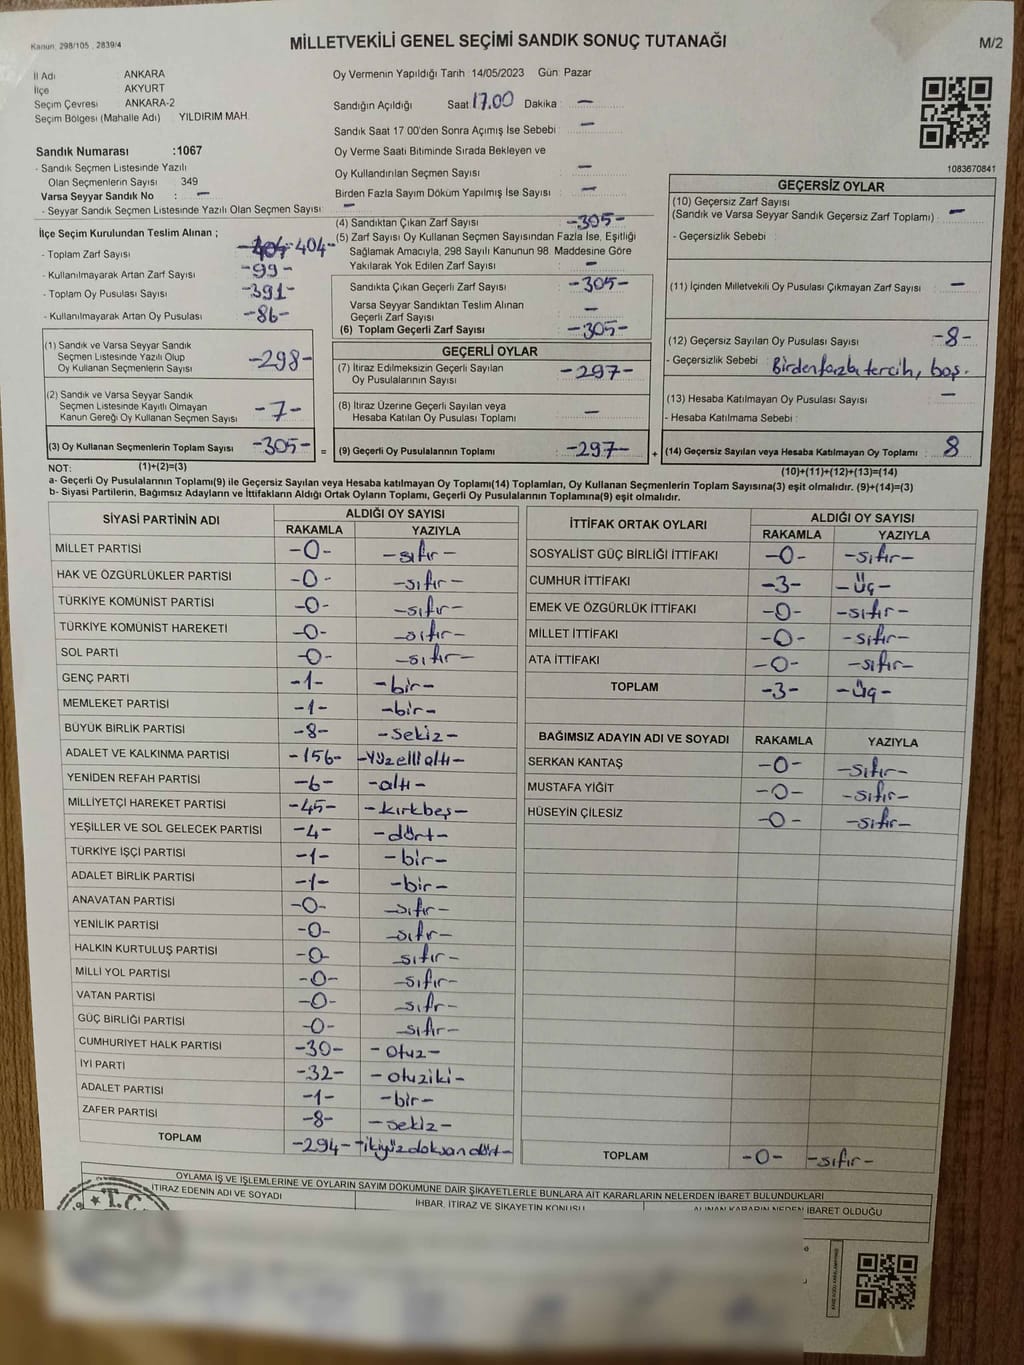 Kanun: 298/105 , 2839/4
MİLLETVEKİLİ GENEL SEÇİMİ SANDIK SONUÇ TUTANAĞI
M/2
İl Adı : ANKARA
İlçe : AKYURT
Seçim Çevresi : ANKARA-2
Seçim Bölgesi (Mahalle Adı) : YILDIRIM MAH.
Oy Vermenin Yapıldığı Tarih : 14/05/2023 Gün: Pazar
Sandığın Açıldığı Saat 17.00 Dakika : —
Sandık Saat 17.00'den Sonra Açımış İse Sebebi : —
Oy Verme Saati Bitiminde Sırada Bekleyen ve
Oy Kullandırılan Seçmen Sayısı : —
Birden Fazla Sayım Döküm Yapılmış İse Sayısı : —
1083670841
Sandık Numarası :1067
- Sandık Seçmen Listesinde Yazılı
Olan Seçmenlerin Sayısı : 349
Varsa Seyyar Sandık No : —
- Seyyar Sandık Seçmen Listesinde Yazılı Olan Seçmen Sayısı: —
İlçe Seçim Kurulundan Teslim Alınan ;
- Toplam Zarf Sayısı : -404- 404-
- Kullanılmayarak Artan Zarf Sayısı : -99-
- Toplam Oy Pusulası Sayısı : -391-
- Kullanılmayarak Artan Oy Pusulası : -86-
(1) Sandık ve Varsa Seyyar Sandık
Seçmen Listesinde Yazılı Olup
Oy Kullanan Seçmen Sayısı : -298-
(2) Sandık ve Varsa Seyyar Sandık
Seçmen Listesinde Kayıtlı Olmayan
Kanun Gereği Oy Kullanan Seçmen Sayısı : -7-
(3) Oy Kullanan Seçmenlerin Toplam Sayısı : -305- =
(4) Sandıktan Çıkan Zarf Sayısı : -305-
(5) Zarf Sayısı Oy Kullanan Seçmen Sayısından Fazla İse, Eşitliği
Sağlamak Amacıyla, 298 Sayılı Kanunun 98. Maddesine Göre
Yakılarak Yok Edilen Zarf Sayısı : —
Sandıkta Çıkan Geçerli Zarf Sayısı : -305-
Varsa Seyyar Sandıktan Teslim Alınan
Geçerli Zarf Sayısı : —
(6) Toplam Geçerli Zarf Sayısı : -305-
GEÇERLİ OYLAR
(7) İtiraz Edilmeksizin Geçerli Sayılan
Oy Pusulalarının Sayısı : -297-
(8) İtiraz Üzerine Geçerli Sayılan veya
Hesaba Katılan Oy Pusulası Toplamı : —
(9) Geçerli Oy Pusulalarının Toplamı : -297- +
GEÇERSİZ OYLAR
(10) Geçersiz Zarf Sayısı
(Sandık ve Varsa Seyyar Sandık Geçersiz Zarf Toplamı) : —
- Geçersizlik Sebebi :
(11) İçinden Milletvekili Oy Pusulası Çıkmayan Zarf Sayısı : —
(12) Geçersiz Sayılan Oy Pusulası Sayısı : -8-
- Geçersizlik Sebebi : Birden fazla tercih, boş.
(13) Hesaba Katılmayan Oy Pusulası Sayısı : —
- Hesaba Katılmama Sebebi :
(14) Geçersiz Sayılan veya Hesaba Katılmayan Oy Toplamı : 8
NOT: (1)+(2)=(3)
(10)+(11)+(12)+(13)=(14)
a- Geçerli Oy Pusulalarının Toplamı(9) ile Geçersiz Sayılan veya Hesaba katılmayan Oy Toplamı(14) Toplamları, Oy Kullanan Seçmenlerin Toplam Sayısına(3) eşit olmalıdır. (9)+(14)=(3)
b- Siyasi Partilerin, Bağımsız Adayların ve İttifakların Aldığı Ortak Oyların Toplamı, Geçerli Oy Pusulalarının Toplamına(9) eşit olmalıdır.
SİYASİ PARTİNİN ADI ALDIĞI OY SAYISI
RAKAMLA YAZIYLA
MİLLET PARTİSİ -0- -sıfır-
HAK VE ÖZGÜRLÜKLER PARTİSİ -0- -sıfır-
TÜRKİYE KOMÜNİST PARTİSİ -0- -sıfır-
TÜRKİYE KOMÜNİST HAREKETİ -0- -sıfır-
SOL PARTİ -0- -sıfır-
GENÇ PARTİ -1- -bir-
MEMLEKET PARTİSİ -1- -bir-
BÜYÜK BİRLİK PARTİSİ -8- -sekiz-
ADALET VE KALKINMA PARTİSİ -156- -Yüzellialtı-
YENİDEN REFAH PARTİSİ -6- -altı-
MİLLİYETÇİ HAREKET PARTİSİ -45- -kırkbeş-
YEŞİLLER VE SOL GELECEK PARTİSİ -4- -dört-
TÜRKİYE İŞÇİ PARTİSİ -1- -bir-
ADALET BİRLİK PARTİSİ -1- -bir-
ANAVATAN PARTİSİ -0- -sıfır-
YENİLİK PARTİSİ -0- -sıfır-
HALKIN KURTULUŞ PARTİSİ -0- -sıfır-
MİLLİ YOL PARTİSİ -0- -sıfır-
VATAN PARTİSİ -0- -sıfır-
GÜÇ BİRLİĞİ PARTİSİ -0- -sıfır-
CUMHURİYET HALK PARTİSİ -30- -otuz-
İYİ PARTİ -32- -otuziki-
ADALET PARTİSİ -1- -bir-
ZAFER PARTİSİ -8- -sekiz-
TOPLAM -294- -ikiyüzdoksandört-
İTTİFAK ORTAK OYLARI ALDIĞI OY SAYISI
RAKAMLA YAZIYLA
SOSYALİST GÜÇ BİRLİĞİ İTTİFAKI -0- -sıfır-
CUMHUR İTTİFAKI -3- -Üç-
EMEK VE ÖZGÜRLÜK İTTİFAKI -0- -sıfır-
MİLLET İTTİFAKI -0- -sıfır-
ATA İTTİFAKI -0- -sıfır-
TOPLAM -3- -Üç-
BAĞIMSIZ ADAYIN ADI VE SOYADI RAKAMLA YAZIYLA
SERKAN KANTAŞ -0- -sıfır-
MUSTAFA YİĞİT -0- -sıfır-
HÜSEYİN ÇİLESİZ -0- -sıfır-
TOPLAM -0- -sıfır-
OYLAMA İŞ VE İŞLEMLERİNE VE OYLARIN SAYIM DÖKÜMÜNE DAİR ŞİKAYETLERLE BUNLARA AİT KARARLARIN NELERDEN İBARET BULUNDUKLARI
İTİRAZ EDENİN ADI VE SOYADI
İHBAR, İTİRAZ VE ŞİKAYETİN KONUSU
ALINAN KARARIN NEDEN İBARET OLDUĞU
T.C.